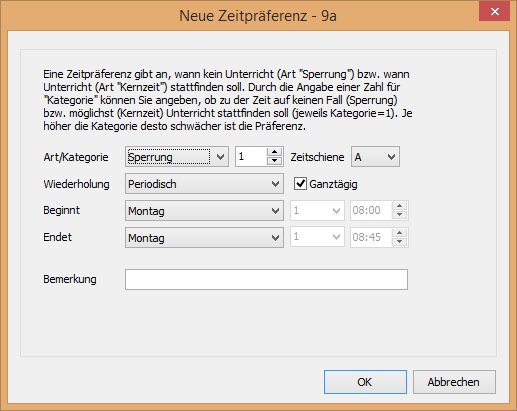 Neue Zeitpräferenz - 9a
Eine Zeitpräferenz gibt an, wann kein Unterricht (Art "Sperrung") bzw. wann
Unterricht (Art "Kernzeit") stattfinden soll. Durch die Angabe einer Zahl für
"Kategorie" können Sie angeben, ob zu der Zeit auf keinen Fall (Sperrung)
bzw. möglichst (Kernzeit) Unterricht stattfinden soll (jeweils Kategorie=1). Je
höher die Kategorie desto schwächer ist die Präferenz.
Art/Kategorie Sperrung 1 Zeitschiene A
Wiederholung Periodisch Ganztägig
Beginnt Montag 1 08:00
Endet Montag 1 08:45
Bemerkung
OK Abbrechen